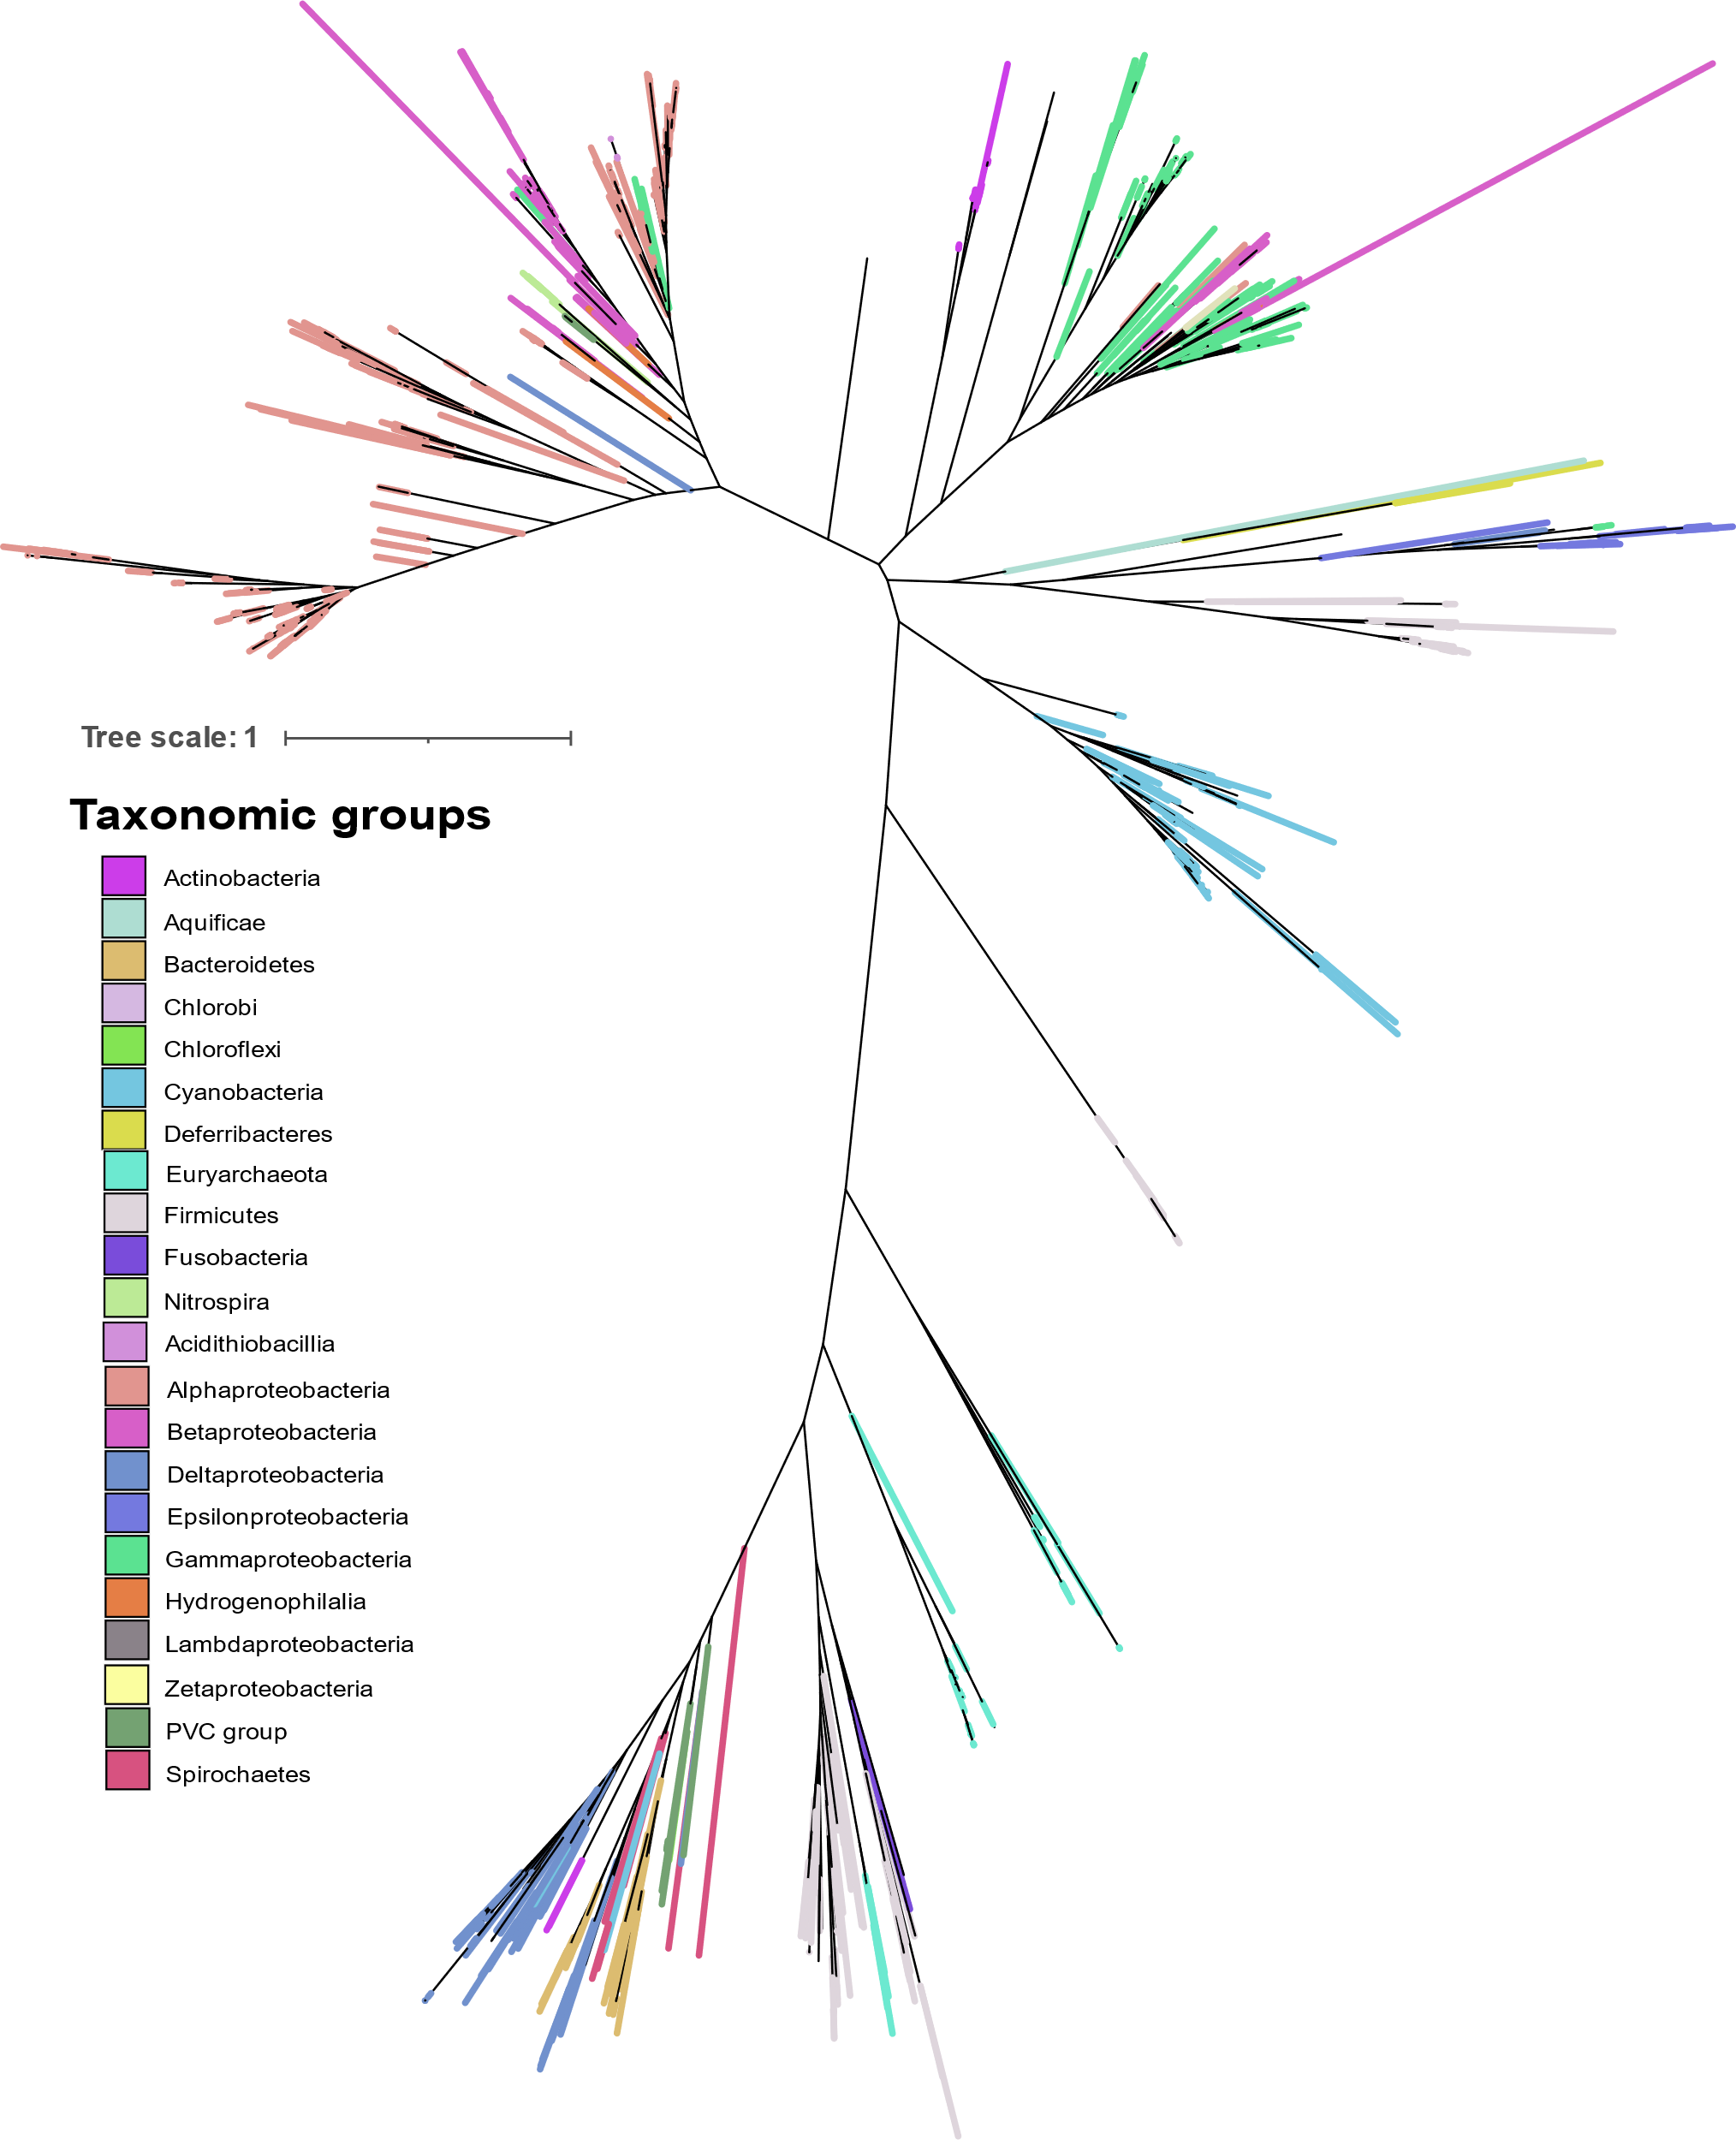 Tree scale: 1
Taxonomic groups
Actinobacteria
Aquificae
Bacteroidetes
Chlorobi
Chloroflexi
Cyanobacteria
Deferribacteres
Euryarchaeota
Firmicutes
Fusobacteria
Nitrospira
Acidithiobacillia
Alphaproteobacteria
Betaproteobacteria
Deltaproteobacteria
Epsilonproteobacteria
Gammaproteobacteria
Hydrogenophilalia
Lambdaproteobacteria
Zetaproteobacteria
PVC group
Spirochaetes